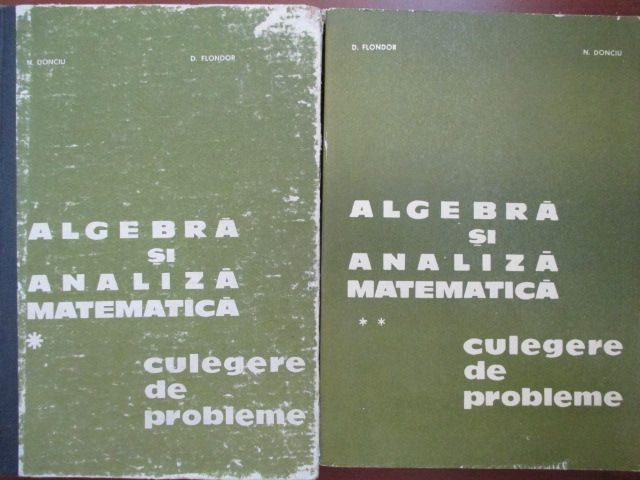 N. DONCIU D. FLONDOR
ALGEBRĂ
ŞI
ANALIZĂ
MATEMATICĂ
*
culegere
de
probleme
D. FLONDOR N. DONCIU
ALGEBRĂ
ŞI
ANALIZĂ
MATEMATICĂ
* *
culegere
de
probleme